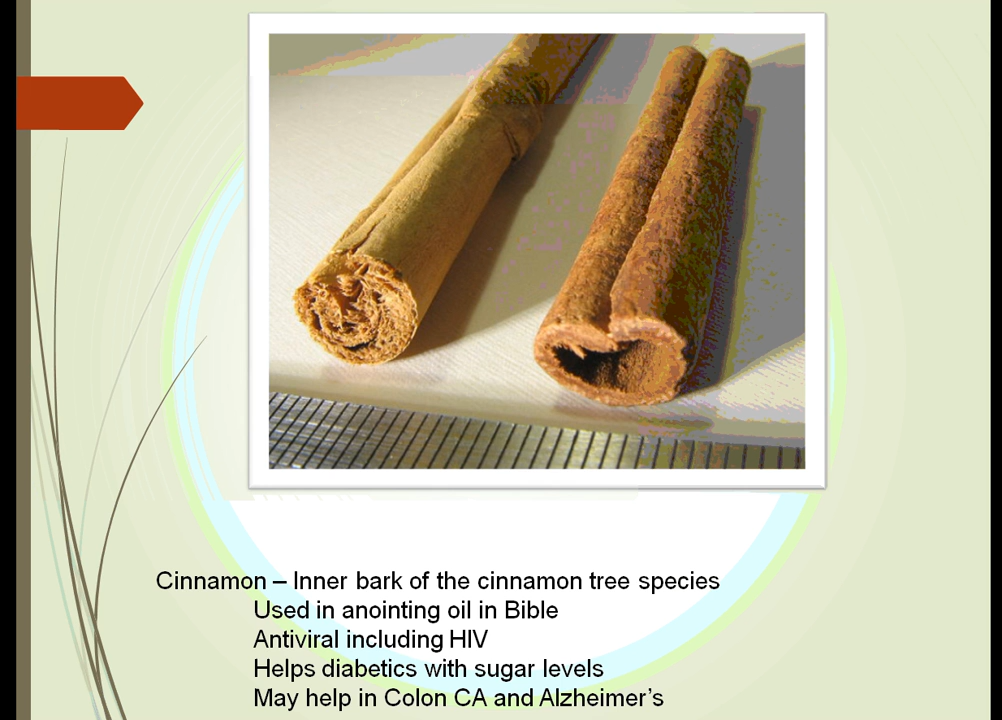 Cinnamon – Inner bark of the cinnamon tree species
Used in anointing oil in Bible
Antiviral including HIV
Helps diabetics with sugar levels
May help in Colon CA and Alzheimer’s